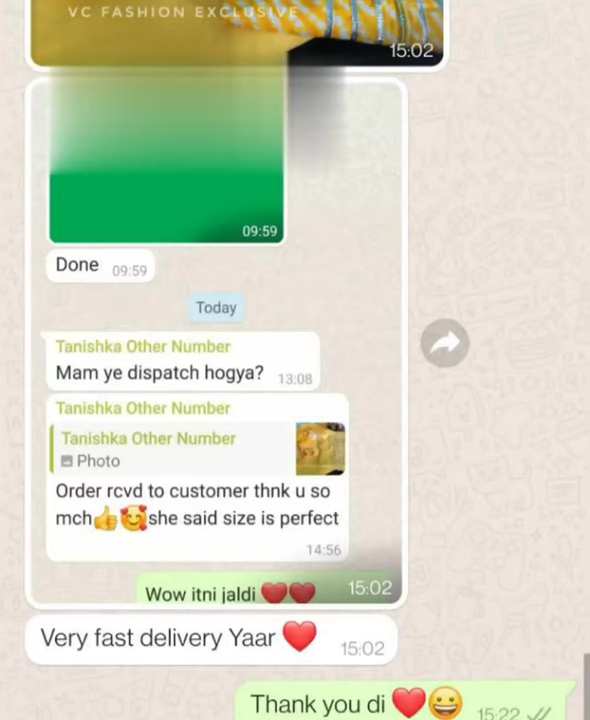 VC FASHION EXCLUSIVE
15:02
09:59
Done 09:59
Today
Tanishka Other Number
Mam ye dispatch hogya? 13:08
Tanishka Other Number
Tanishka Other Number
Photo
Order rcvd to customer thnk u so
mch👍🥰she said size is perfect
14:56
Wow itni jaldi ❤️❤️ 15:02
Very fast delivery Yaar ❤️ 15:02
Thank you di ❤️😀 15:22